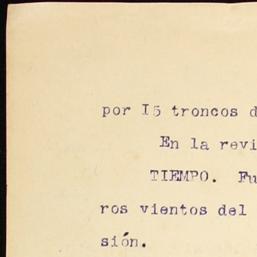 por I5 troncos d
En la revi
TIEMPO. Fu
ros vientos del
sión.